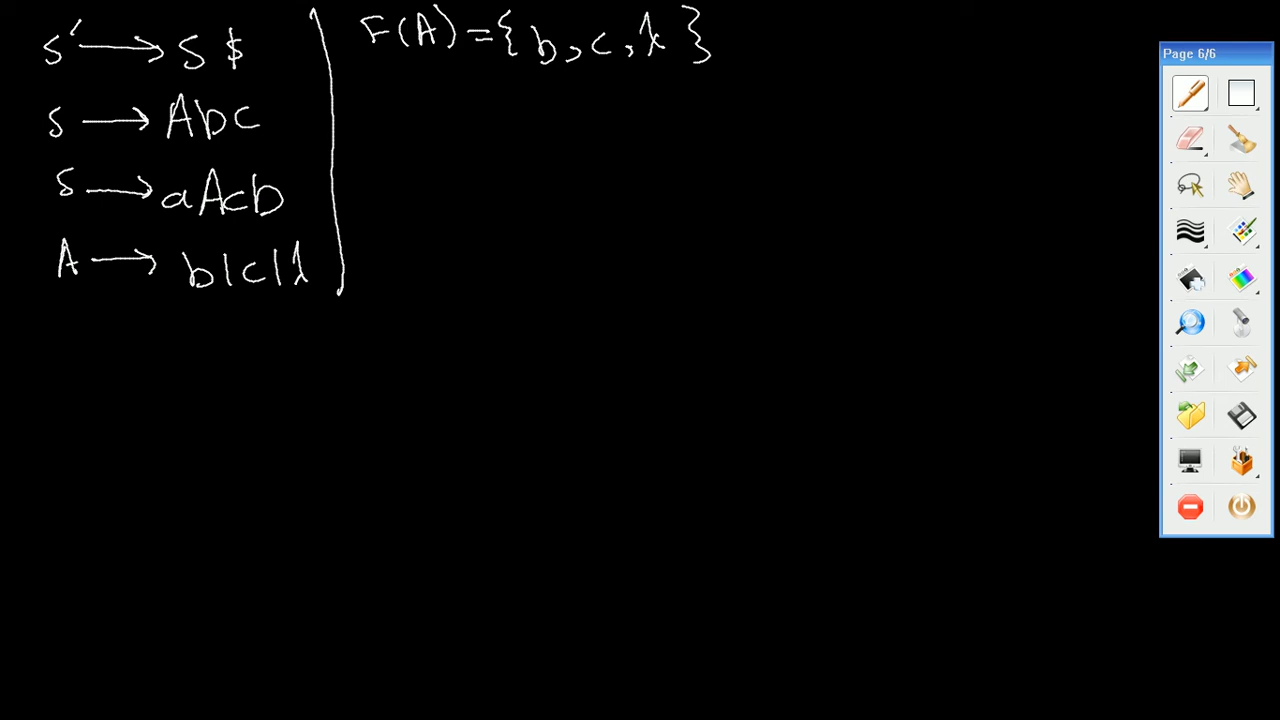 S' → S $
S → Abc
S → aAcb
A → b|c|λ
F(A) = { b, c, λ }
Page 6/6